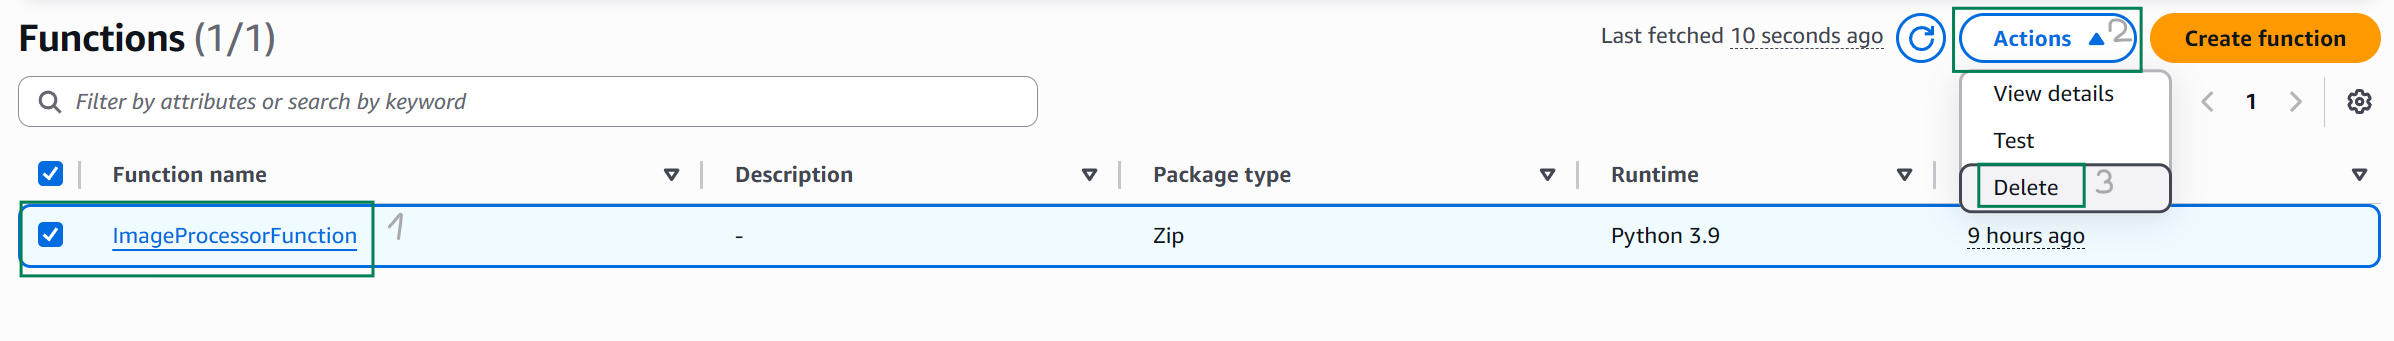 Functions (1/1)
Last fetched 10 seconds ago
Actions 2
Create function
Filter by attributes or search by keyword
View details
1
Test
Delete 3
Function name
Description
Package type
Runtime
ImageProcessorFunction 1
-
Zip
Python 3.9
9 hours ago